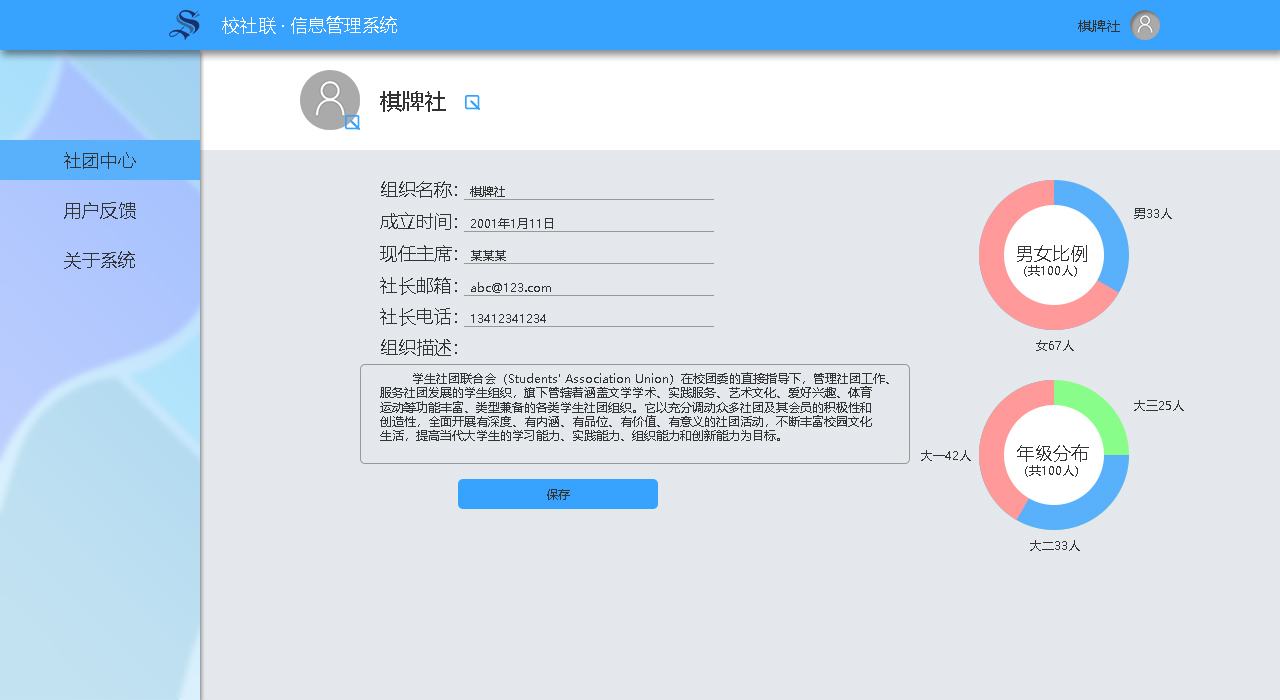 校社联 · 信息管理系统
棋牌社
棋牌社
社团中心
用户反馈
关于系统
组织名称：棋牌社
成立时间：2001年1月11日
现任主席：某某某
社长邮箱：abc@123.com
社长电话：13412341234
组织描述：
学生社团联合会（Students' Association Union）在校团委的直接指导下，管理社团工作、
服务社团发展的学生组织，旗下管辖着涵盖文学学术、实践服务、艺术文化、爱好兴趣、体育
运动等功能丰富、类型兼备的各类学生社团组织。它以充分调动众多社团及其会员的积极性和
创造性，全面开展有深度、有内涵、有品位、有价值、有意义的社团活动，不断丰富校园文化
生活，提高当代大学生的学习能力、实践能力、组织能力和创新能力为目标。
保存
男33人
男女比例
(共100人)
女67人
大三25人
年级分布
(共100人)
大一42人
大二33人